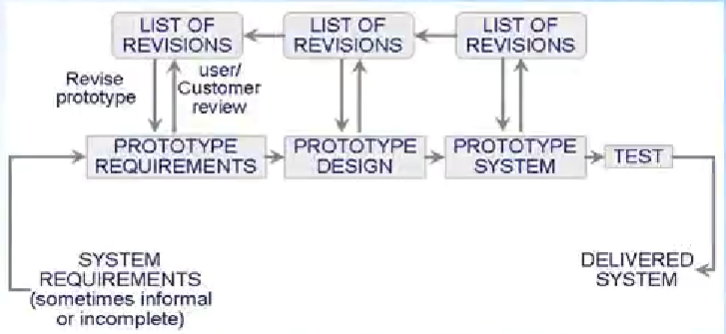 LIST OF
REVISIONS
LIST OF
REVISIONS
LIST OF
REVISIONS
Revise
prototype
user/
Customer
review
PROTOTYPE
REQUIREMENTS
PROTOTYPE
DESIGN
PROTOTYPE
SYSTEM
TEST
SYSTEM
REQUIREMENTS
(sometimes informal
or incomplete)
DELIVERED
SYSTEM